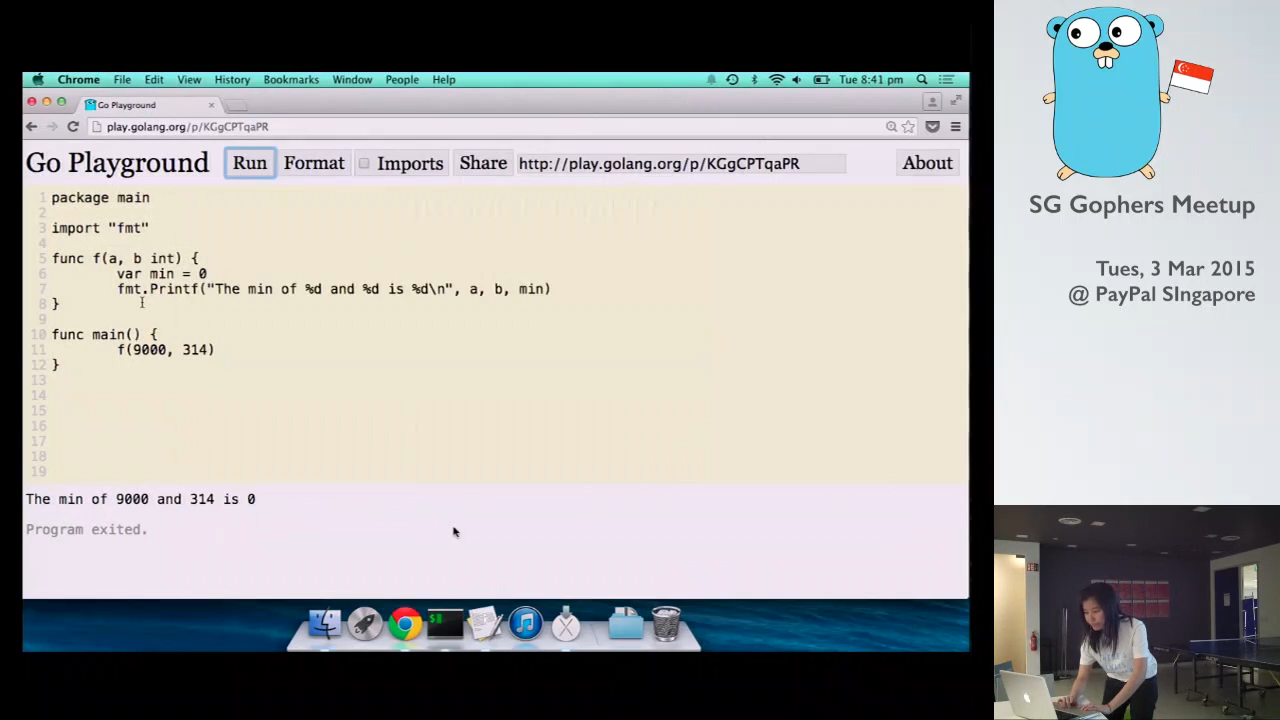 Chrome File Edit View History Bookmarks Window People Help Tue 8:41 pm
Go Playground
play.golang.org/p/KGgCPTqaPR
Go Playground Run Format Imports Share http://play.golang.org/p/KGgCPTqaPR About
1 package main
2
3 import "fmt"
4
5 func f(a, b int) {
6 var min = 0
7 fmt.Printf("The min of %d and %d is %d\n", a, b, min)
8 }
9
10 func main() {
11 f(9000, 314)
12 }
13
14
15
16
17
18
19
The min of 9000 and 314 is 0
Program exited.
SG Gophers Meetup
Tues, 3 Mar 2015
@ PayPal SIngapore